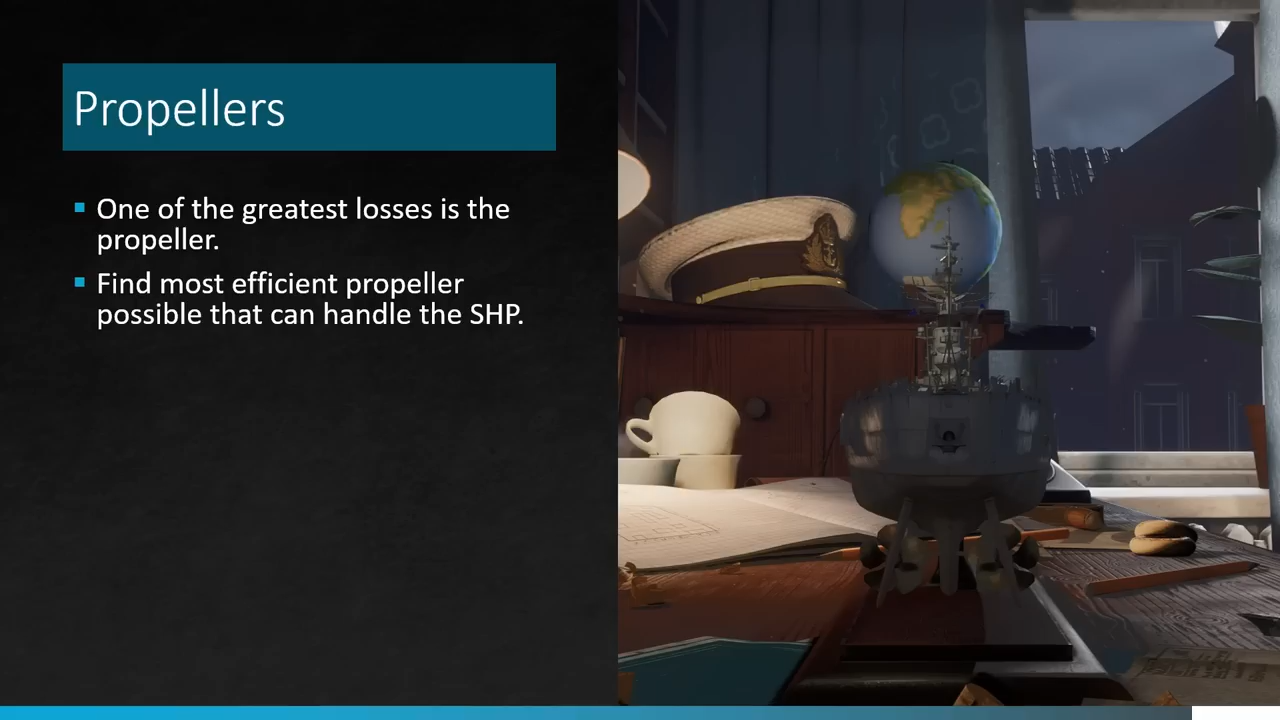 Propellers
One of the greatest losses is the
propeller.
Find most efficient propeller
possible that can handle the SHP.